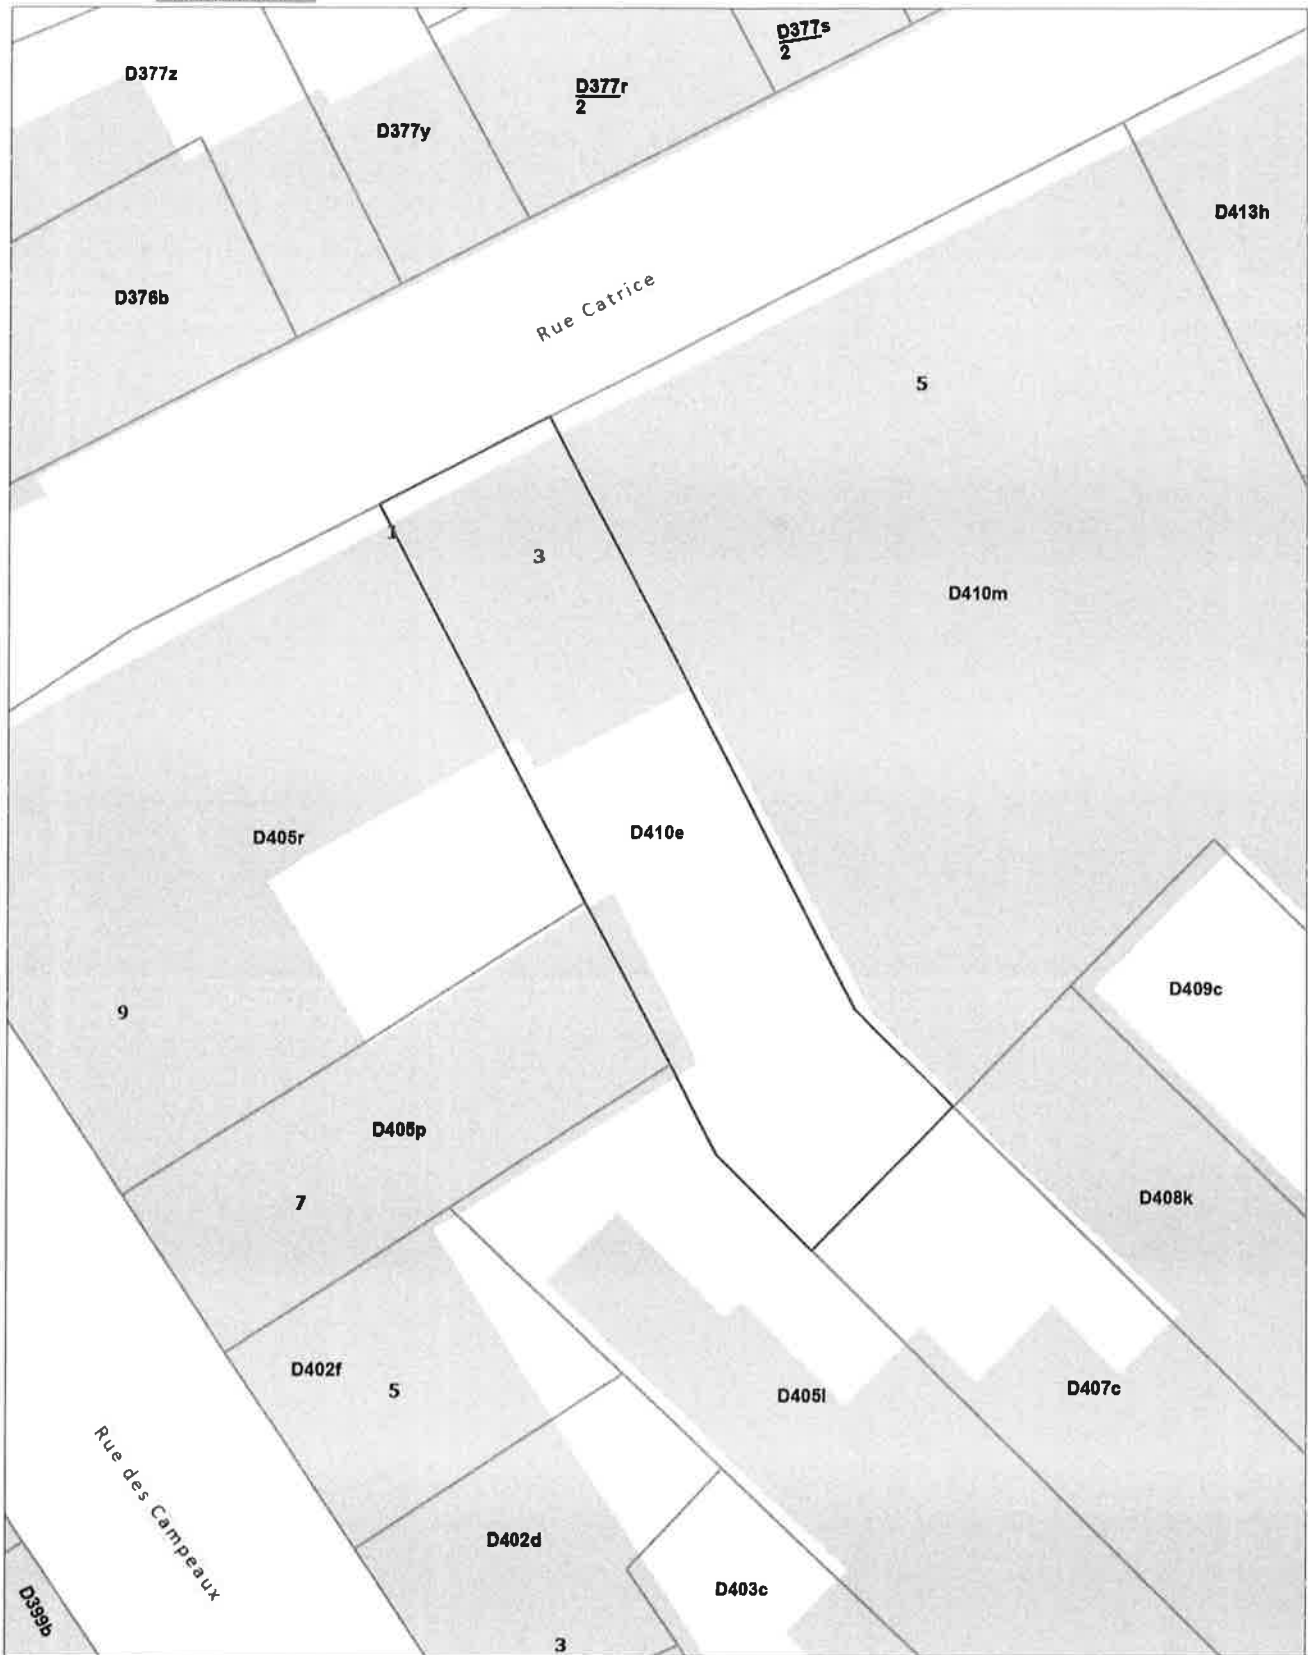 D377s
2
D377z
D377r
2
D377y
D413h
D376b
Rue Catrice
5
1
3
D410m
D410e
D405r
D409c
9
D405p
7
D408k
D402f
5
D405l
D407c
Rue des Campeaux
D402d
D403c
D399b
3